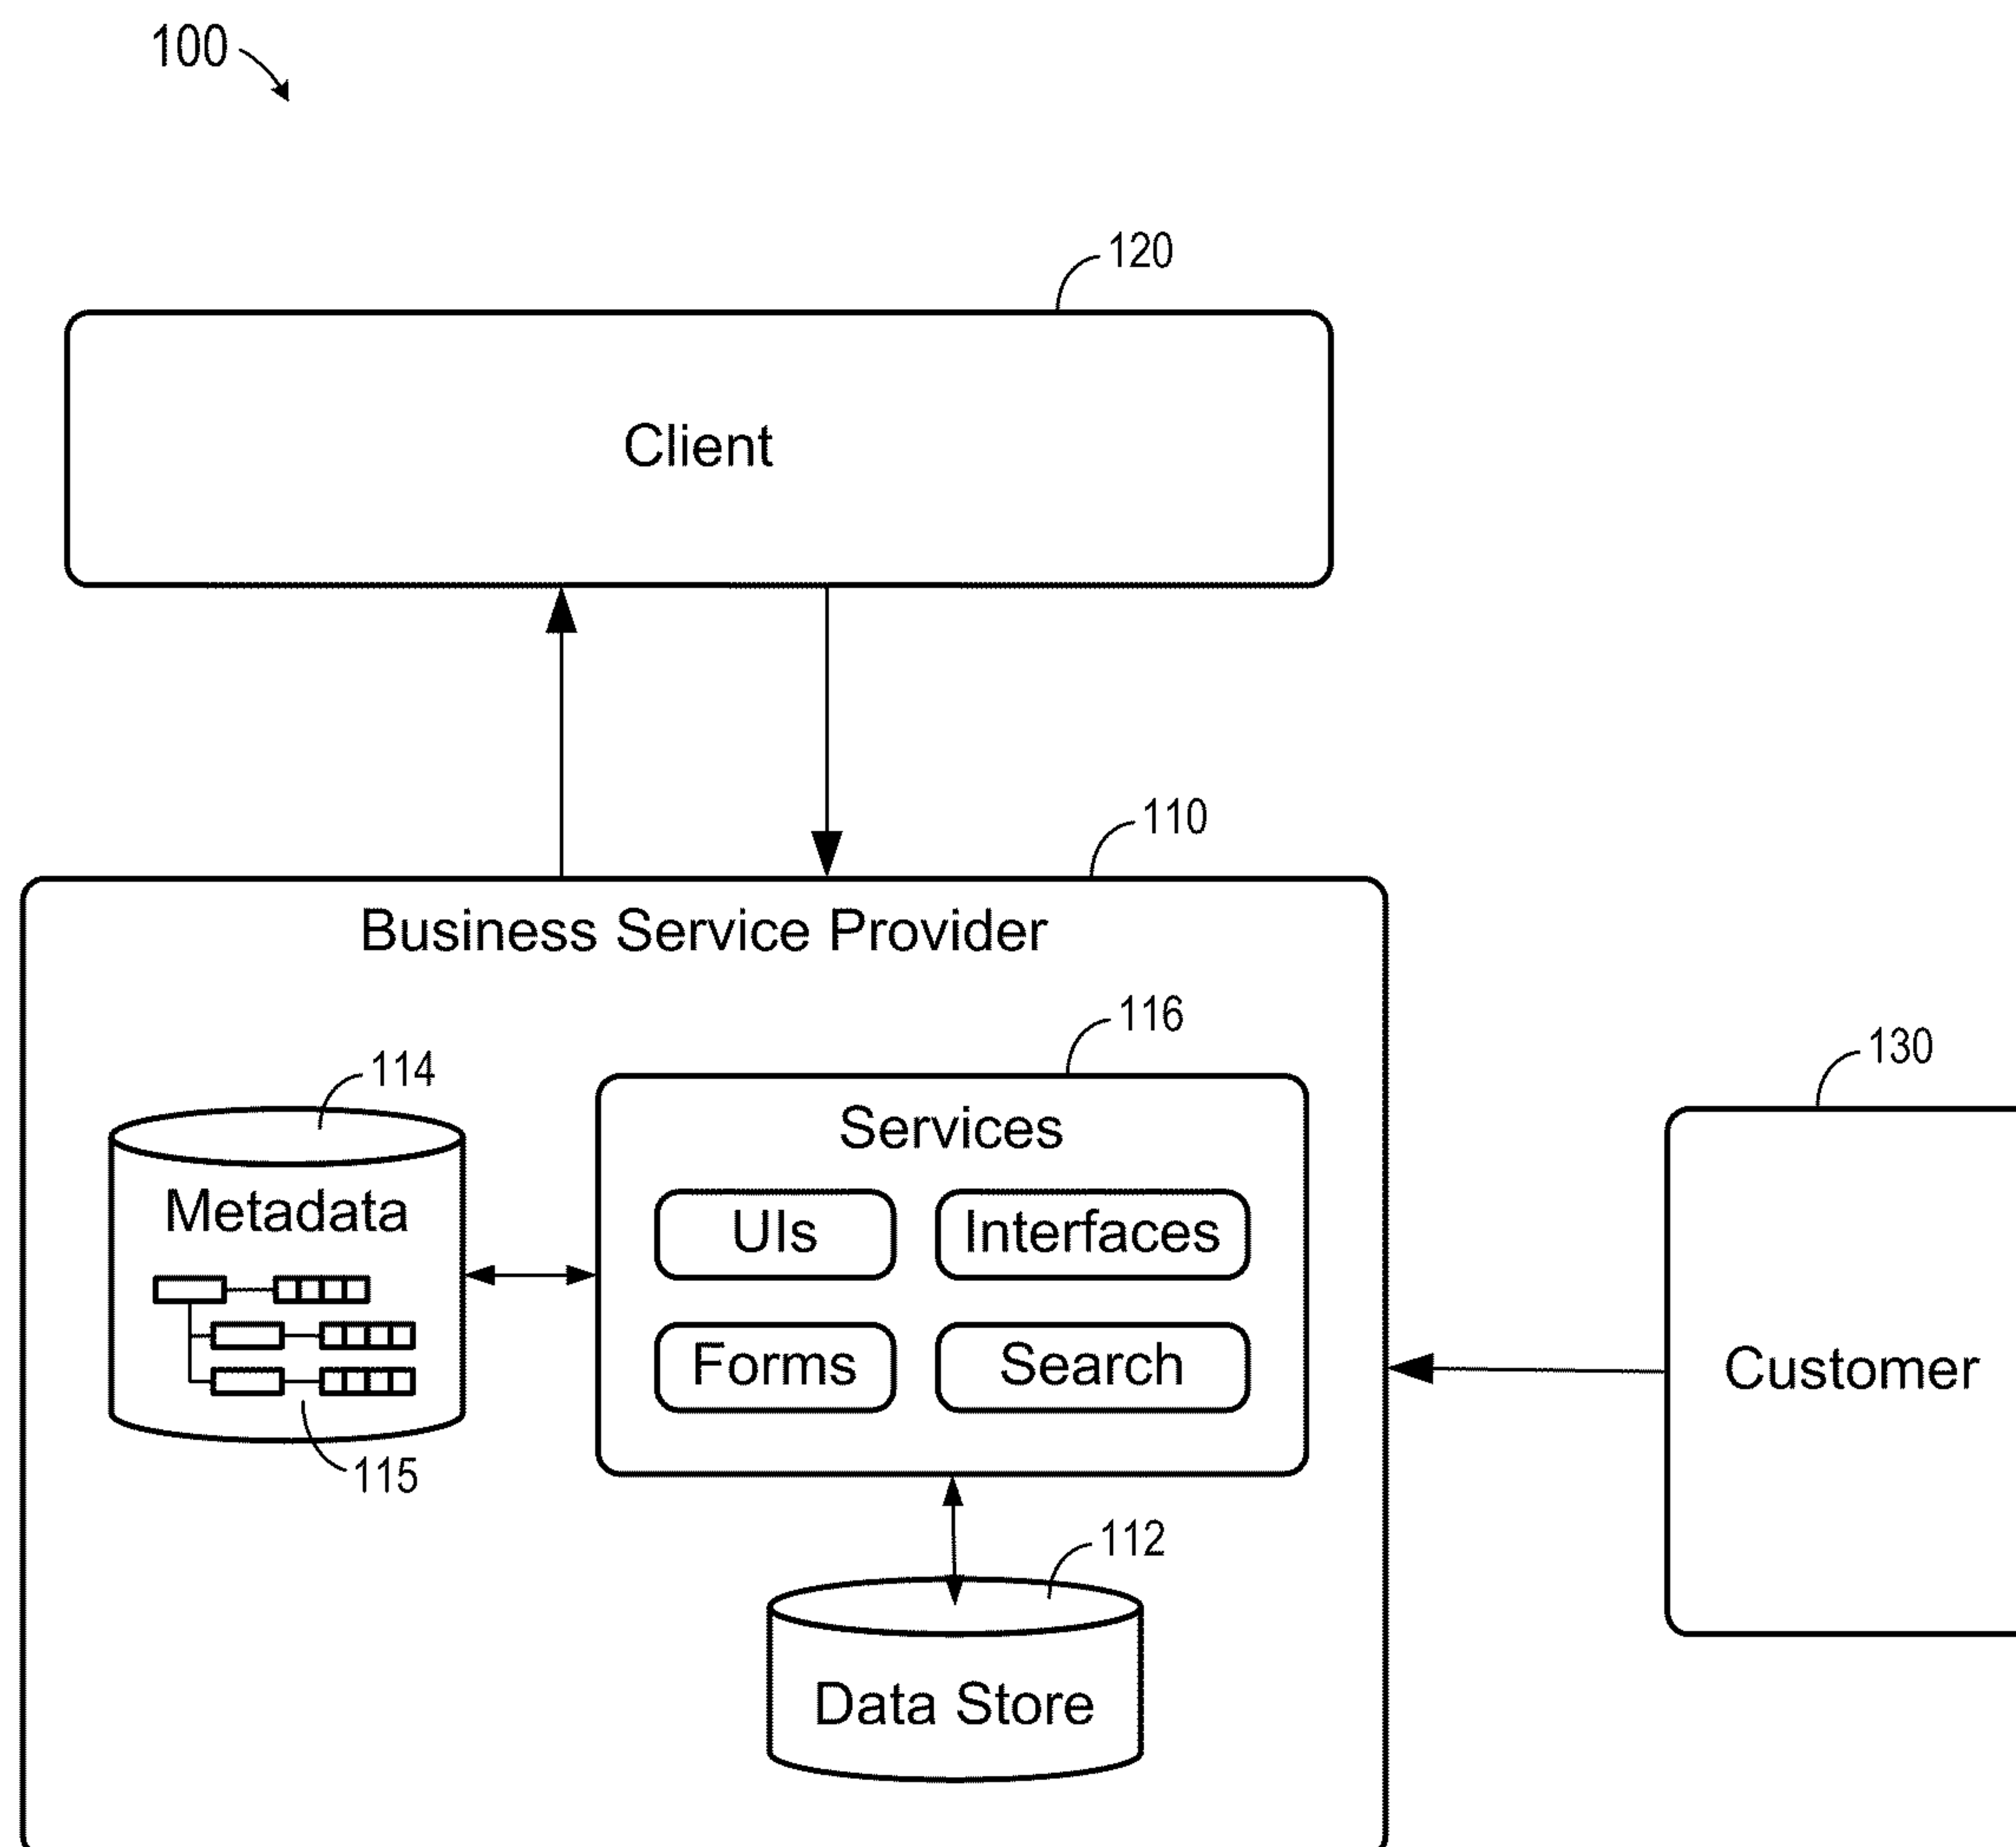 100
120
Client
110
Business Service Provider
116
114
130
Services
Metadata
UIs
Interfaces
Forms
Search
Customer
115
112
Data Store